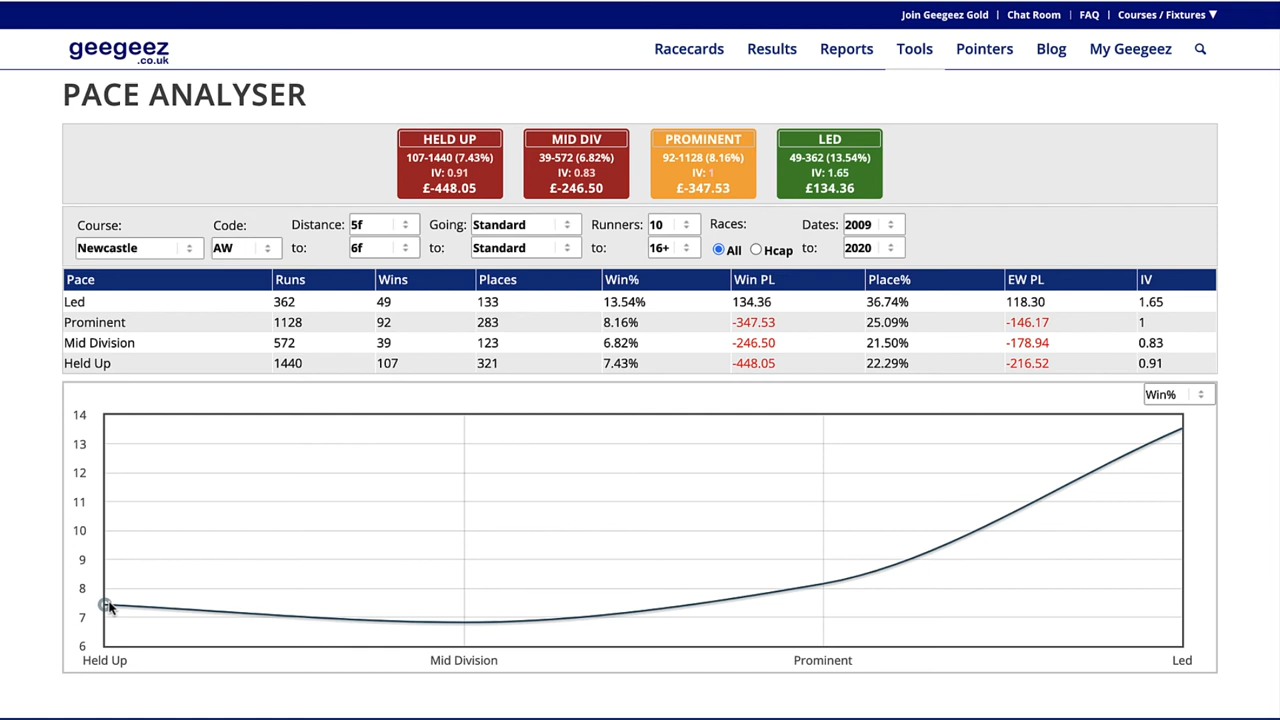 Join Geegeez Gold | Chat Room | FAQ | Courses / Fixtures ▼
geegeez
.co.uk
Racecards Results Reports Tools Pointers Blog My Geegeez
PACE ANALYSER
HELD UP MID DIV PROMINENT LED
107-1440 (7.43%) 39-572 (6.82%) 92-1128 (8.16%) 49-362 (13.54%)
IV: 0.91 IV: 0.83 IV: 1 IV: 1.65
£-448.05 £-246.50 £-347.53 £134.36
Course: Code: Distance: 5f Going: Standard Runners: 10 Races: Dates: 2009
Newcastle AW to: 6f to: Standard to: 16+ All Hcap to: 2020
Pace Runs Wins Places Win% Win PL Place% EW PL IV
Led 362 49 133 13.54% 134.36 36.74% 118.30 1.65
Prominent 1128 92 283 8.16% -347.53 25.09% -146.17 1
Mid Division 572 39 123 6.82% -246.50 21.50% -178.94 0.83
Held Up 1440 107 321 7.43% -448.05 22.29% -216.52 0.91
Win%
14
13
12
11
10
9
8
7
6
Held Up Mid Division Prominent Led